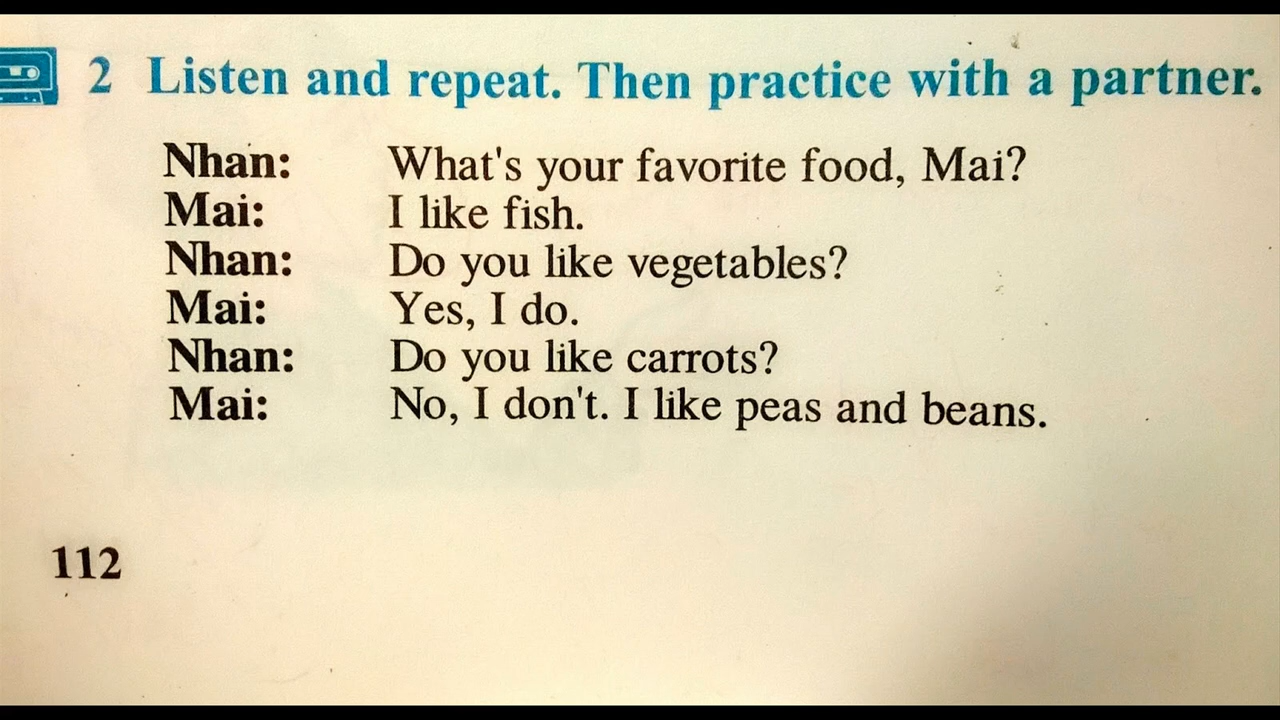 2 Listen and repeat. Then practice with a partner.
Nhan: What's your favorite food, Mai?
Mai: I like fish.
Nhan: Do you like vegetables?
Mai: Yes, I do.
Nhan: Do you like carrots?
Mai: No, I don't. I like peas and beans.
112